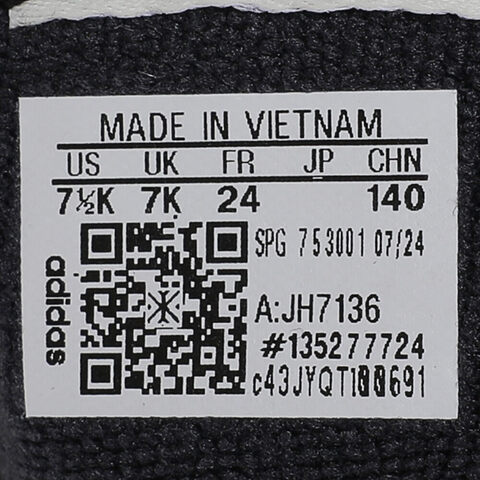 MADE IN VIETNAM
US UK FR JP CHN
7½K 7K 24 140
adidas
SPG 753001 07/24
A:JH7136
#135277724